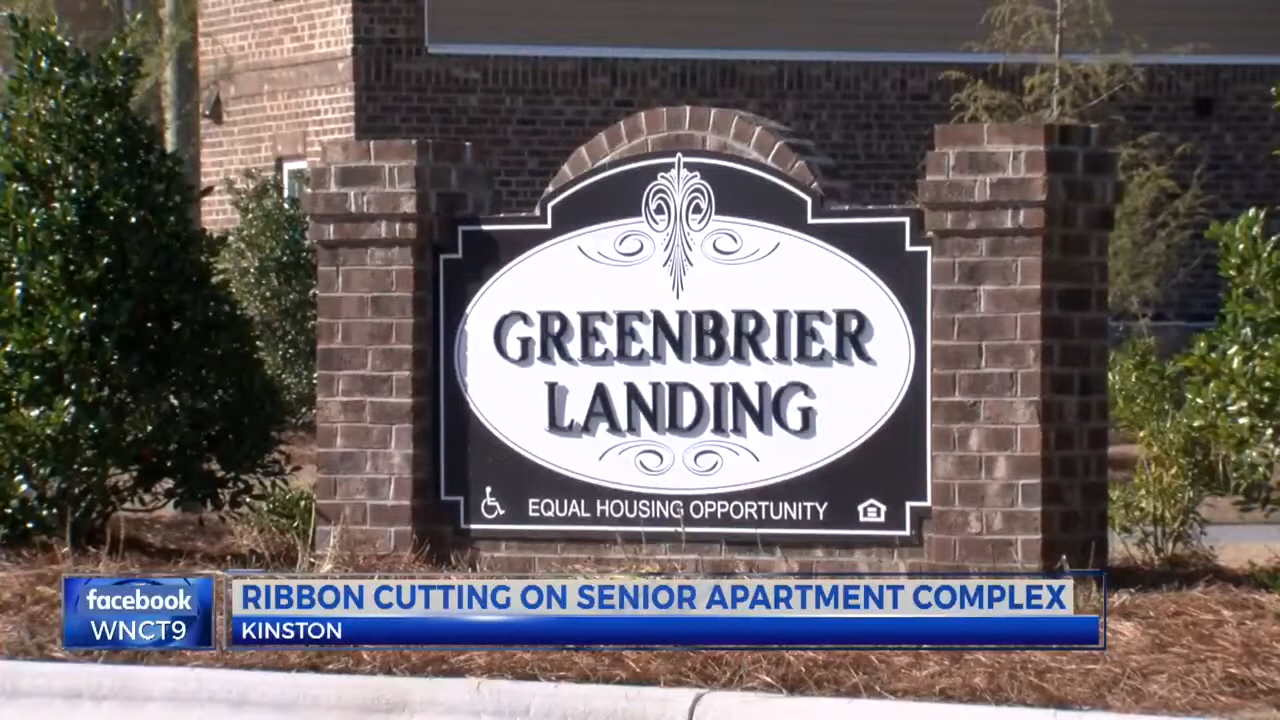 GREENBRIER
LANDING
EQUAL HOUSING OPPORTUNITY
facebook
WNCT9
RIBBON CUTTING ON SENIOR APARTMENT COMPLEX
KINSTON